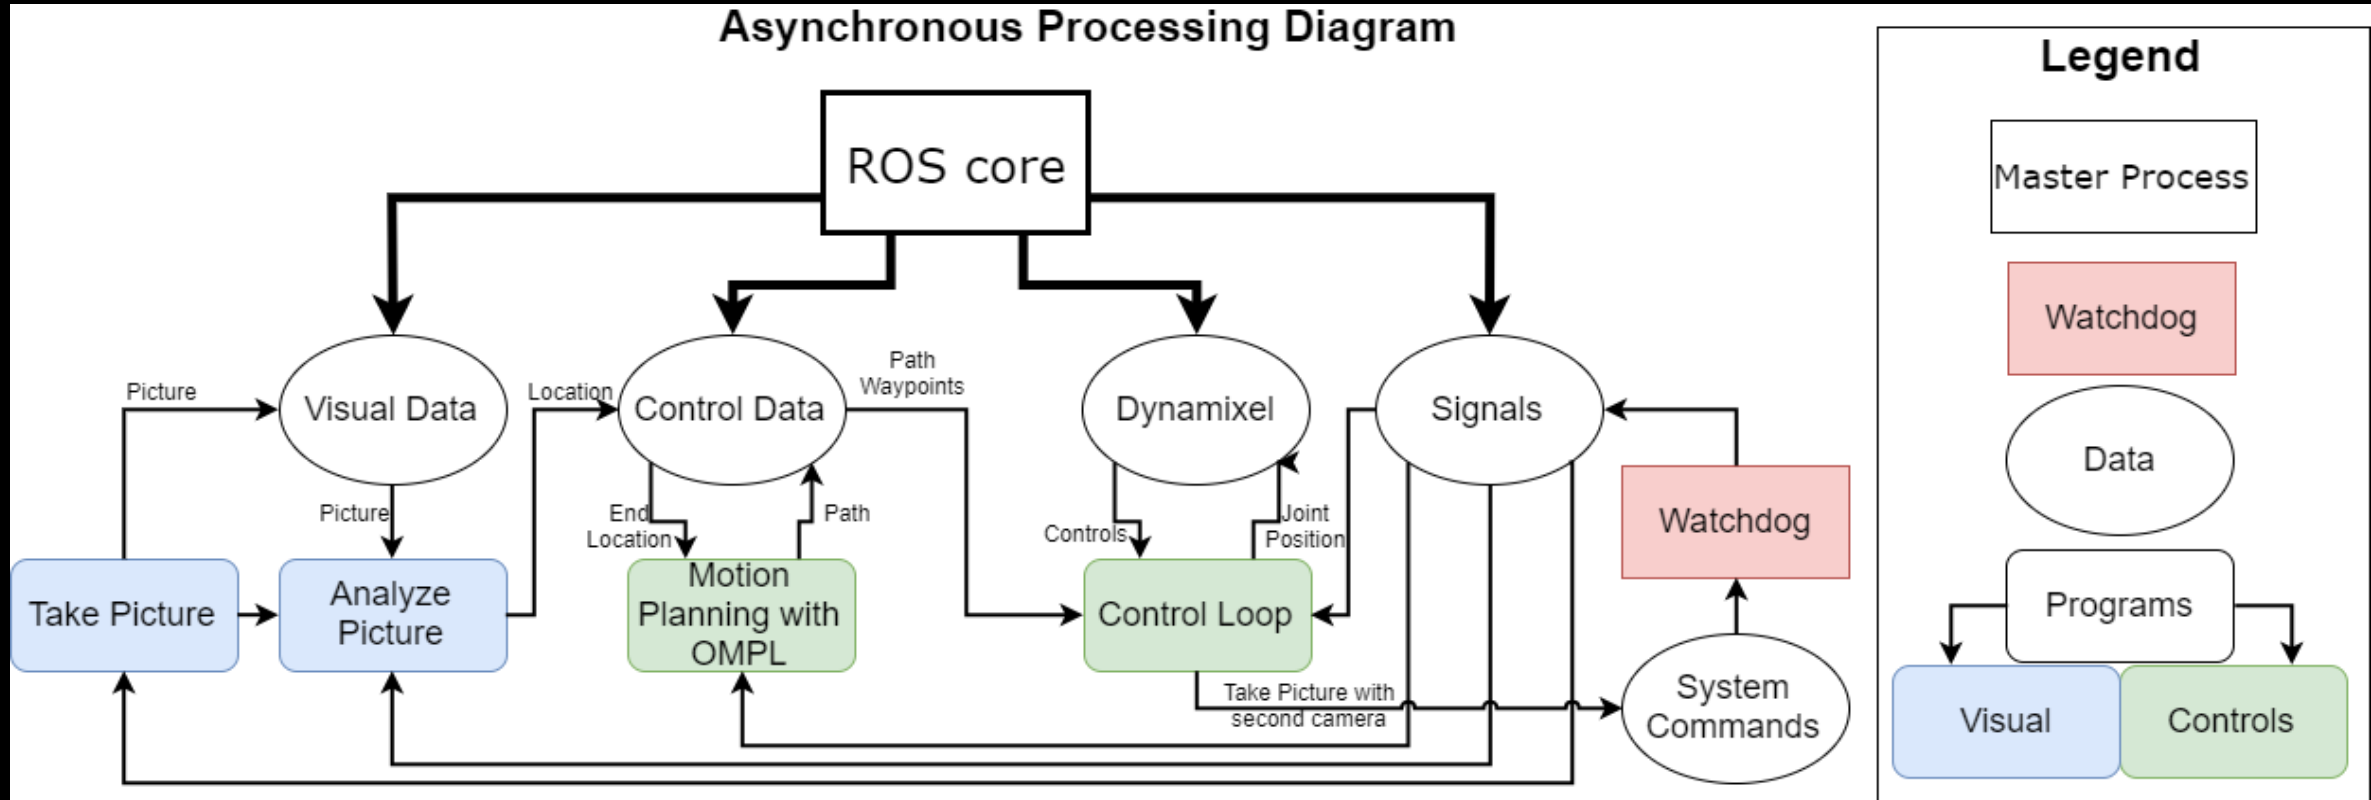 Asynchronous Processing Diagram
Legend
ROS core
Master Process
Watchdog
Path
Waypoints
Picture
Location
Visual Data
Control Data
Dynamixel
Signals
Data
Picture
End
Location
Path
Controls
Joint
Position
Watchdog
Take Picture
Analyze
Picture
Motion
Planning with
OMPL
Control Loop
Programs
Take Picture with
second camera
System
Commands
Visual
Controls